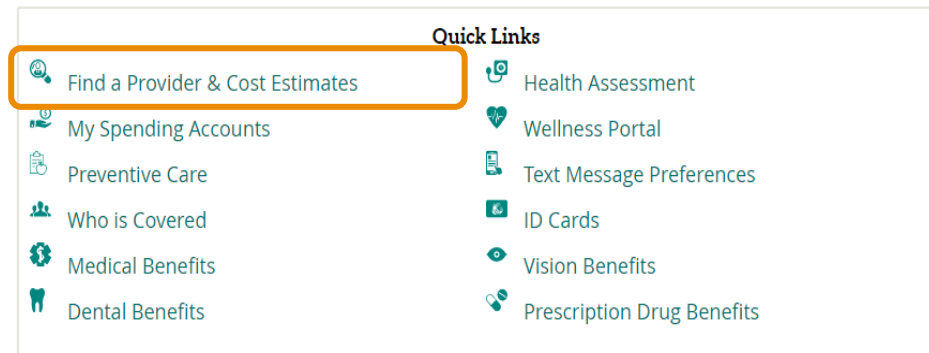 Quick Links
Find a Provider & Cost Estimates
My Spending Accounts
Preventive Care
Who is Covered
Medical Benefits
Dental Benefits
Health Assessment
Wellness Portal
Text Message Preferences
ID Cards
Vision Benefits
Prescription Drug Benefits